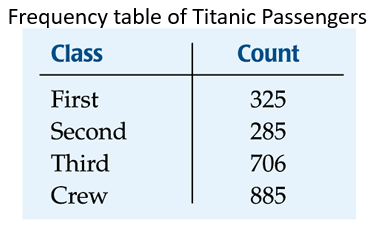 Frequency table of Titanic Passengers
Class Count
First 325
Second 285
Third 706
Crew 885